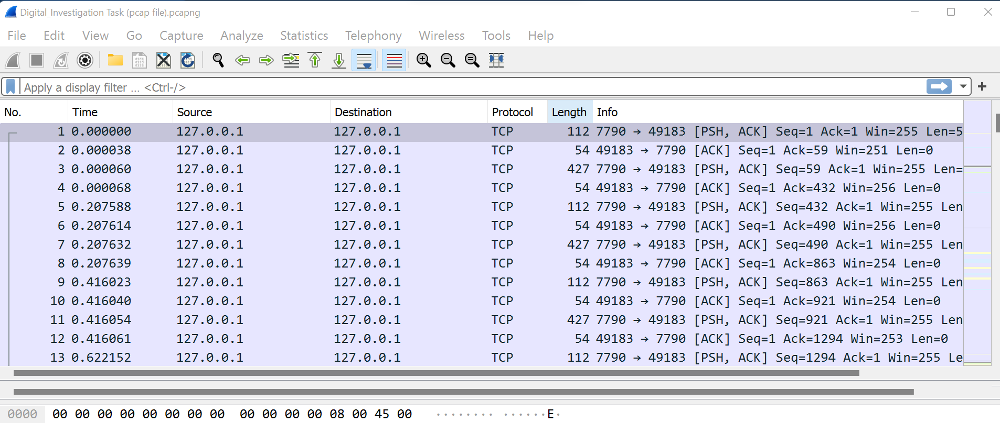 Digital_Investigation Task (pcap file).pcapng
File Edit View Go Capture Analyze Statistics Telephony Wireless Tools Help
Apply a display filter ... <Ctrl-/>
No. Time Source Destination Protocol Length Info
1 0.000000 127.0.0.1 127.0.0.1 TCP 112 7790 → 49183 [PSH, ACK] Seq=1 Ack=1 Win=255 Len=5
2 0.000038 127.0.0.1 127.0.0.1 TCP 54 49183 → 7790 [ACK] Seq=1 Ack=59 Win=251 Len=0
3 0.000060 127.0.0.1 127.0.0.1 TCP 427 7790 → 49183 [PSH, ACK] Seq=59 Ack=1 Win=255 Len=
4 0.000068 127.0.0.1 127.0.0.1 TCP 54 49183 → 7790 [ACK] Seq=1 Ack=432 Win=256 Len=0
5 0.207588 127.0.0.1 127.0.0.1 TCP 112 7790 → 49183 [PSH, ACK] Seq=432 Ack=1 Win=255 Len
6 0.207614 127.0.0.1 127.0.0.1 TCP 54 49183 → 7790 [ACK] Seq=1 Ack=490 Win=256 Len=0
7 0.207632 127.0.0.1 127.0.0.1 TCP 427 7790 → 49183 [PSH, ACK] Seq=490 Ack=1 Win=255 Len
8 0.207639 127.0.0.1 127.0.0.1 TCP 54 49183 → 7790 [ACK] Seq=1 Ack=863 Win=254 Len=0
9 0.416023 127.0.0.1 127.0.0.1 TCP 112 7790 → 49183 [PSH, ACK] Seq=863 Ack=1 Win=255 Len
10 0.416040 127.0.0.1 127.0.0.1 TCP 54 49183 → 7790 [ACK] Seq=1 Ack=921 Win=254 Len=0
11 0.416054 127.0.0.1 127.0.0.1 TCP 427 7790 → 49183 [PSH, ACK] Seq=921 Ack=1 Win=255 Len
12 0.416061 127.0.0.1 127.0.0.1 TCP 54 49183 → 7790 [ACK] Seq=1 Ack=1294 Win=253 Len=0
13 0.622152 127.0.0.1 127.0.0.1 TCP 112 7790 → 49183 [PSH, ACK] Seq=1294 Ack=1 Win=255 Le
0000 00 00 00 00 00 00 00 00 00 00 00 00 08 00 45 00 ········ ······E·